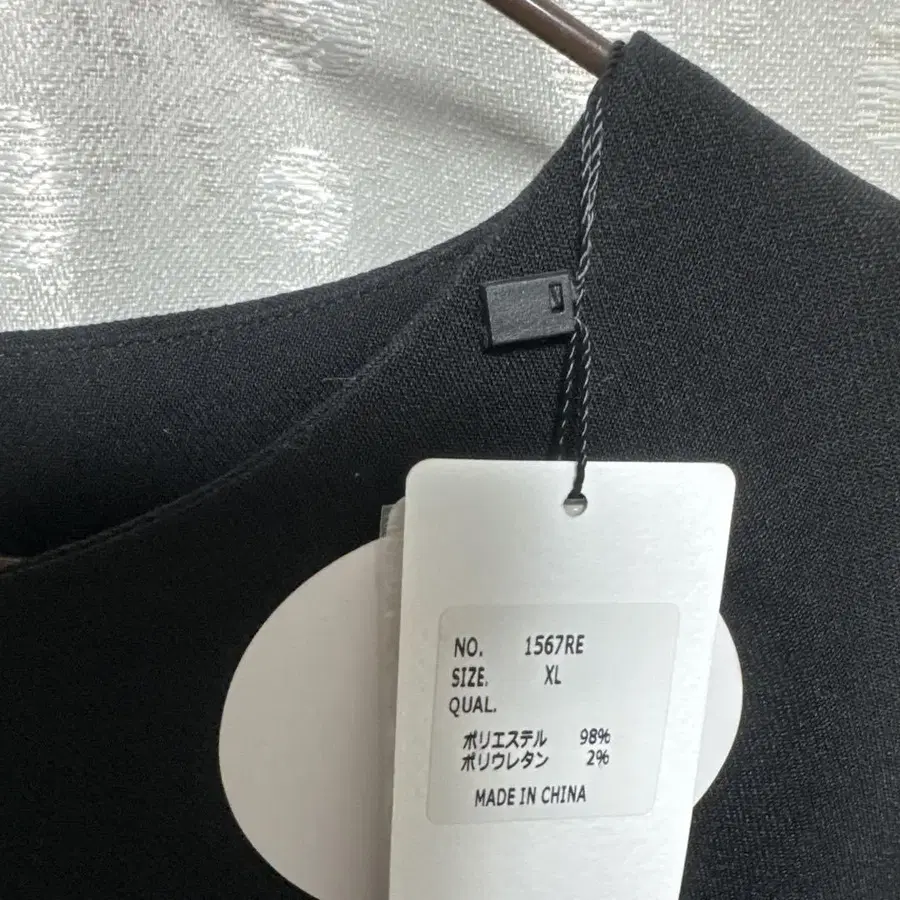 NO. 1567RE
SIZE. XL
QUAL.
ポリエステル 98%
ポリウレタン 2%
MADE IN CHINA